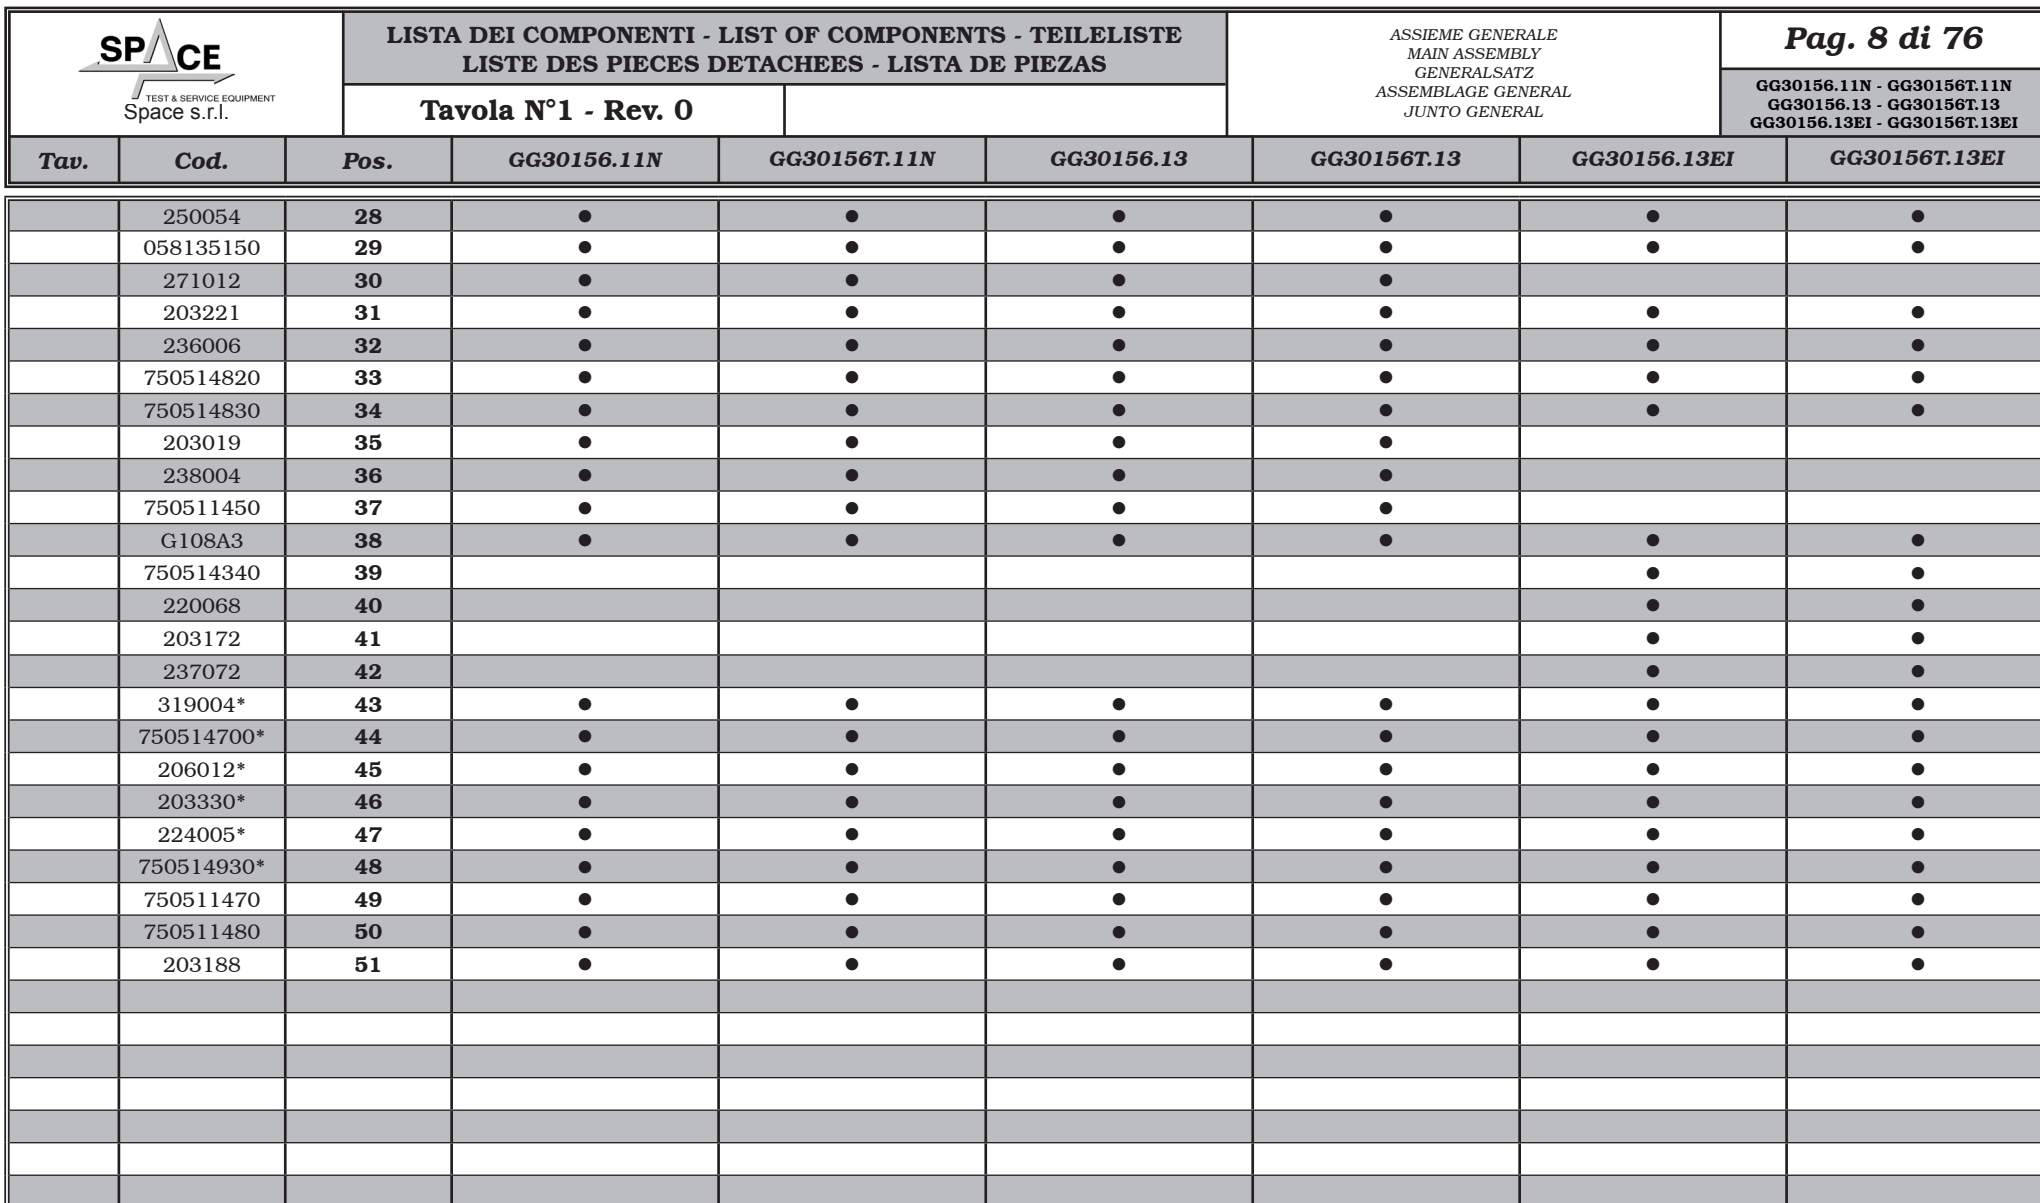 SPACE
TEST & SERVICE EQUIPMENT
Space s.r.l.
LISTA DEI COMPONENTI - LIST OF COMPONENTS - TEILELISTE
LISTE DES PIECES DETACHEES - LISTA DE PIEZAS
Tavola N°1 - Rev. 0
ASSIEME GENERALE
MAIN ASSEMBLY
GENERALSATZ
ASSEMBLAGE GENERAL
JUNTO GENERAL
Pag. 8 di 76
GG30156.11N - GG30156T.11N
GG30156.13 - GG30156T.13
GG30156.13EI - GG30156T.13EI
Tav. Cod. Pos. GG30156.11N GG30156T.11N GG30156.13 GG30156T.13 GG30156.13EI GG30156T.13EI
250054 28 ● ● ● ● ● ●
058135150 29 ● ● ● ● ● ●
271012 30 ● ● ● ●
203221 31 ● ● ● ● ● ●
236006 32 ● ● ● ● ● ●
750514820 33 ● ● ● ● ● ●
750514830 34 ● ● ● ● ● ●
203019 35 ● ● ● ●
238004 36 ● ● ● ●
750511450 37 ● ● ● ●
G108A3 38 ● ● ● ● ● ●
750514340 39 ● ●
220068 40 ● ●
203172 41 ● ●
237072 42 ● ●
319004* 43 ● ● ● ● ● ●
750514700* 44 ● ● ● ● ● ●
206012* 45 ● ● ● ● ● ●
203330* 46 ● ● ● ● ● ●
224005* 47 ● ● ● ● ● ●
750514930* 48 ● ● ● ● ● ●
750511470 49 ● ● ● ● ● ●
750511480 50 ● ● ● ● ● ●
203188 51 ● ● ● ● ● ●